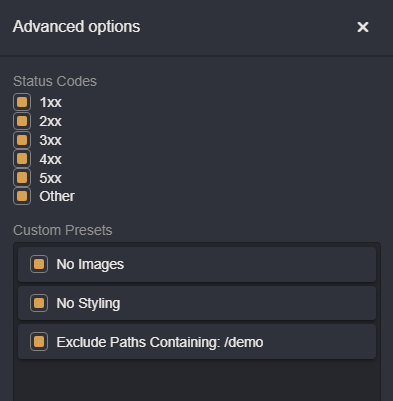 Advanced options
Status Codes
1xx
2xx
3xx
4xx
5xx
Other
Custom Presets
No Images
No Styling
Exclude Paths Containing: /demo